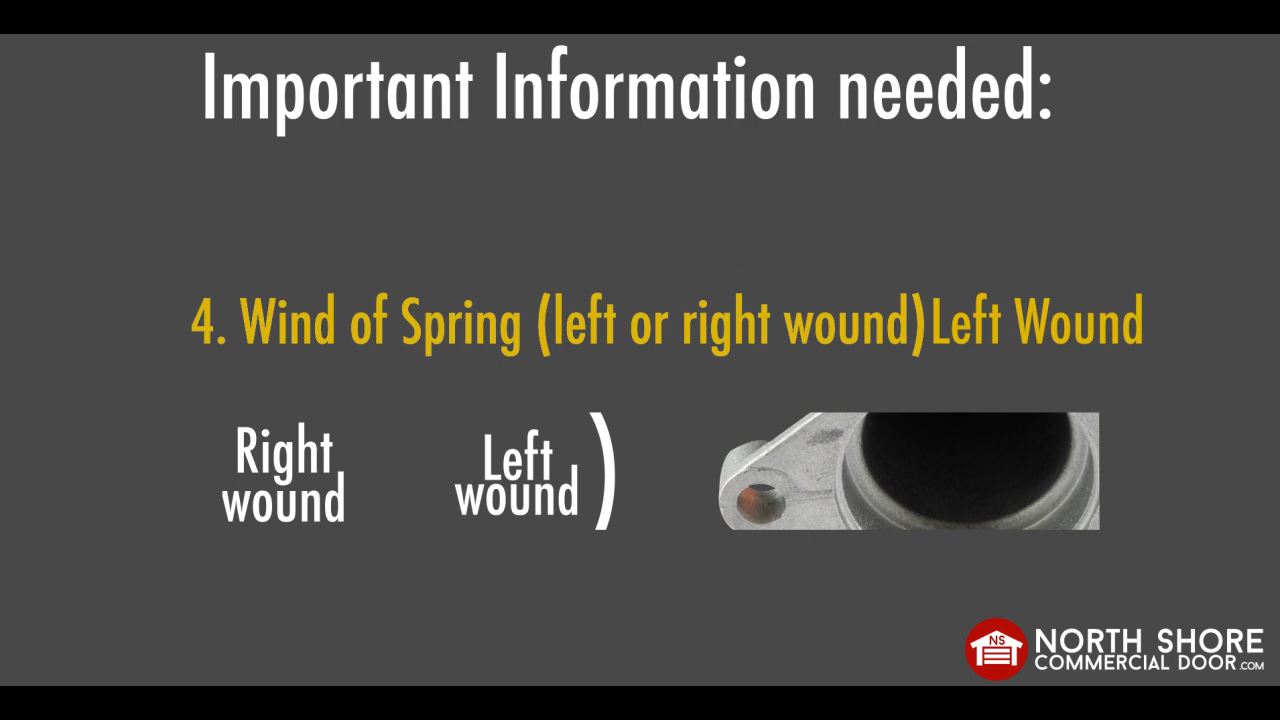 Important Information needed:
4. Wind of Spring (left or right wound) Left Wound
Right
wound
Left
wound )
NS
NORTH SHORE
COMMERCIAL DOOR.COM